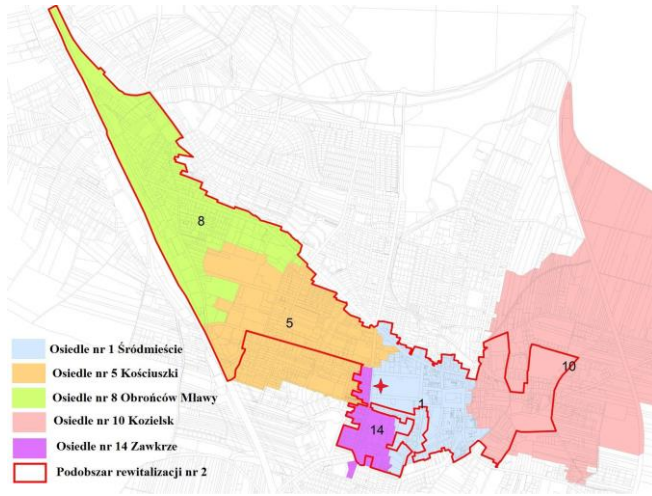 8
5
10
1
14
Osiedle nr 1 Śródmieście
Osiedle nr 5 Kościuszki
Osiedle nr 8 Obrońców Mławy
Osiedle nr 10 Kozielsk
Osiedle nr 14 Zawkrze
Podobszar rewitalizacji nr 2